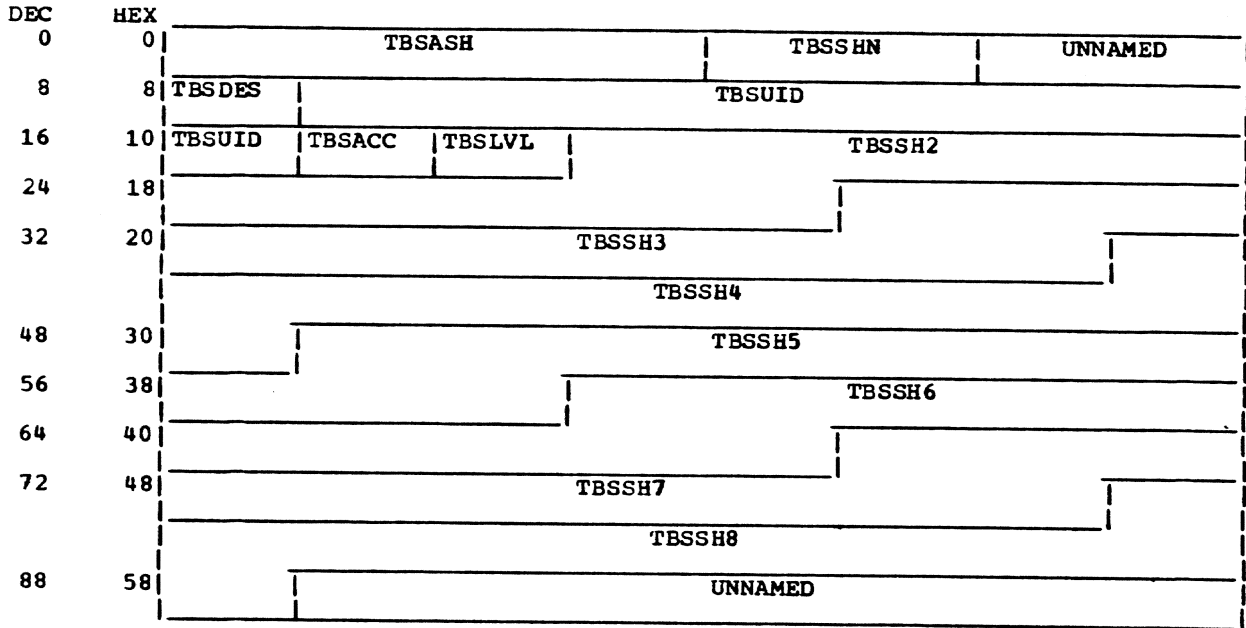 DEC HEX
0 0 TBSASH TBSSHN UNNAMED
8 8 TBSDES TBSUID
16 10 TBSUID TBSACC TBSLVL TBSSH2
24 18
32 20 TBSSH3
TBSSH4
48 30 TBSSH5
56 38 TBSSH6
64 40
72 48 TBSSH7
TBSSH8
88 58 UNNAMED